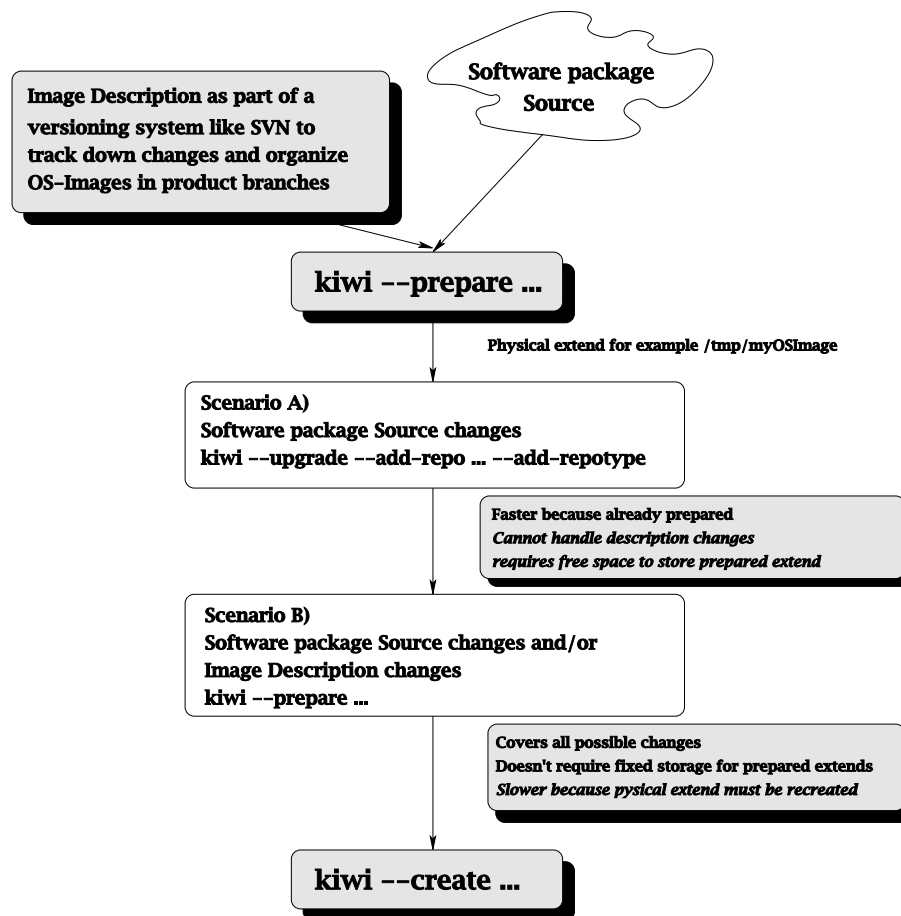 Software package
Source
Image Description as part of a
versioning system like SVN to
track down changes and organize
OS-Images in product branches
kiwi --prepare ...
Physical extend for example /tmp/myOSImage
Scenario A)
Software package Source changes
kiwi --upgrade --add-repo ... --add-repotype
Faster because already prepared
Cannot handle description changes
requires free space to store prepared extend
Scenario B)
Software package Source changes and/or
Image Description changes
kiwi --prepare ...
Covers all possible changes
Doesn't require fixed storage for prepared extends
Slower because pysical extend must be recreated
kiwi --create ...